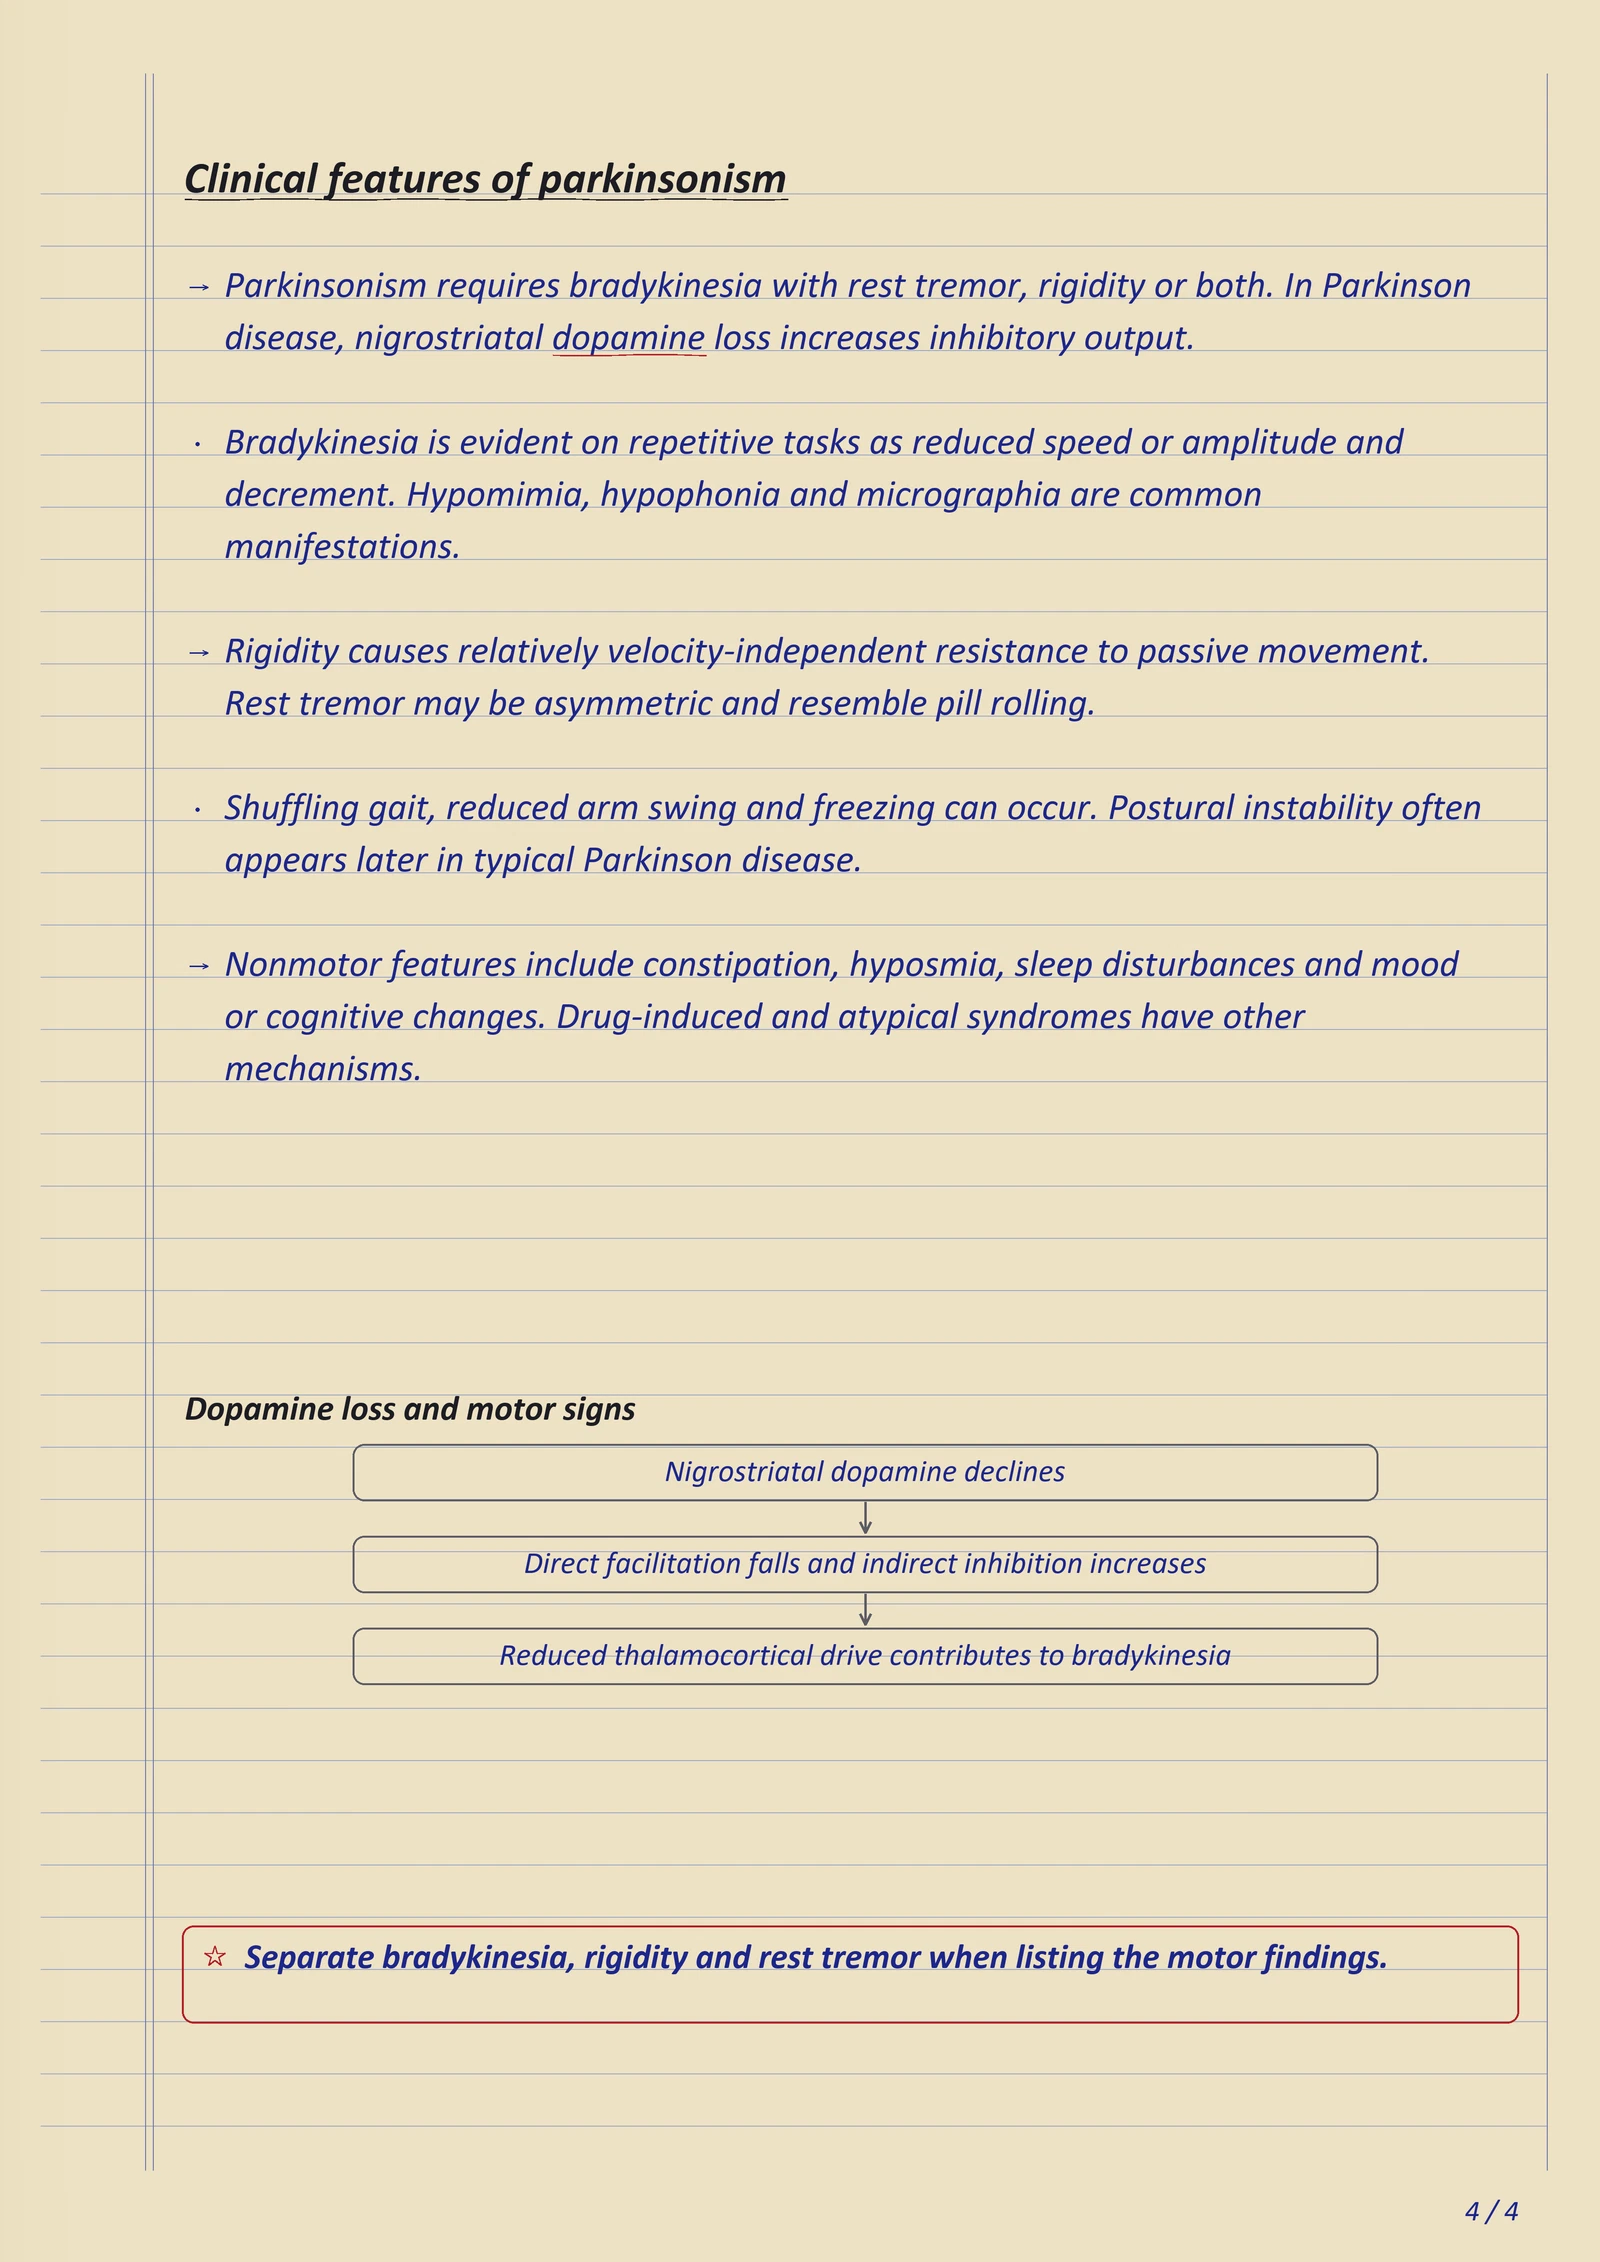 Clinical features of parkinsonism
→ Parkinsonism requires bradykinesia with rest tremor, rigidity or both. In Parkinson
disease, nigrostriatal dopamine loss increases inhibitory output.
· Bradykinesia is evident on repetitive tasks as reduced speed or amplitude and
decrement. Hypomimia, hypophonia and micrographia are common
manifestations.
→ Rigidity causes relatively velocity-independent resistance to passive movement.
Rest tremor may be asymmetric and resemble pill rolling.
· Shuffling gait, reduced arm swing and freezing can occur. Postural instability often
appears later in typical Parkinson disease.
→ Nonmotor features include constipation, hyposmia, sleep disturbances and mood
or cognitive changes. Drug-induced and atypical syndromes have other
mechanisms.
Dopamine loss and motor signs
Nigrostriatal dopamine declines
Direct facilitation falls and indirect inhibition increases
Reduced thalamocortical drive contributes to bradykinesia
☆ Separate bradykinesia, rigidity and rest tremor when listing the motor findings.
4 / 4